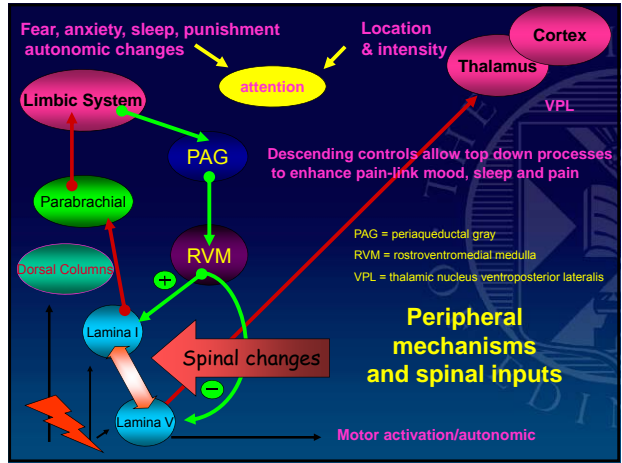 Fear, anxiety, sleep, punishment
autonomic changes
Location
& intensity
Cortex
Thalamus
attention
Limbic System
VPL
PAG
Descending controls allow top down processes
to enhance pain-link mood, sleep and pain
Parabrachial
PAG = periaqueductal gray
RVM = rostroventromedial medulla
VPL = thalamic nucleus ventroposterior lateralis
RVM
Dorsal Columns
+
Lamina I
Spinal changes
Peripheral
mechanisms
and spinal inputs
−
Lamina V
Motor activation/autonomic